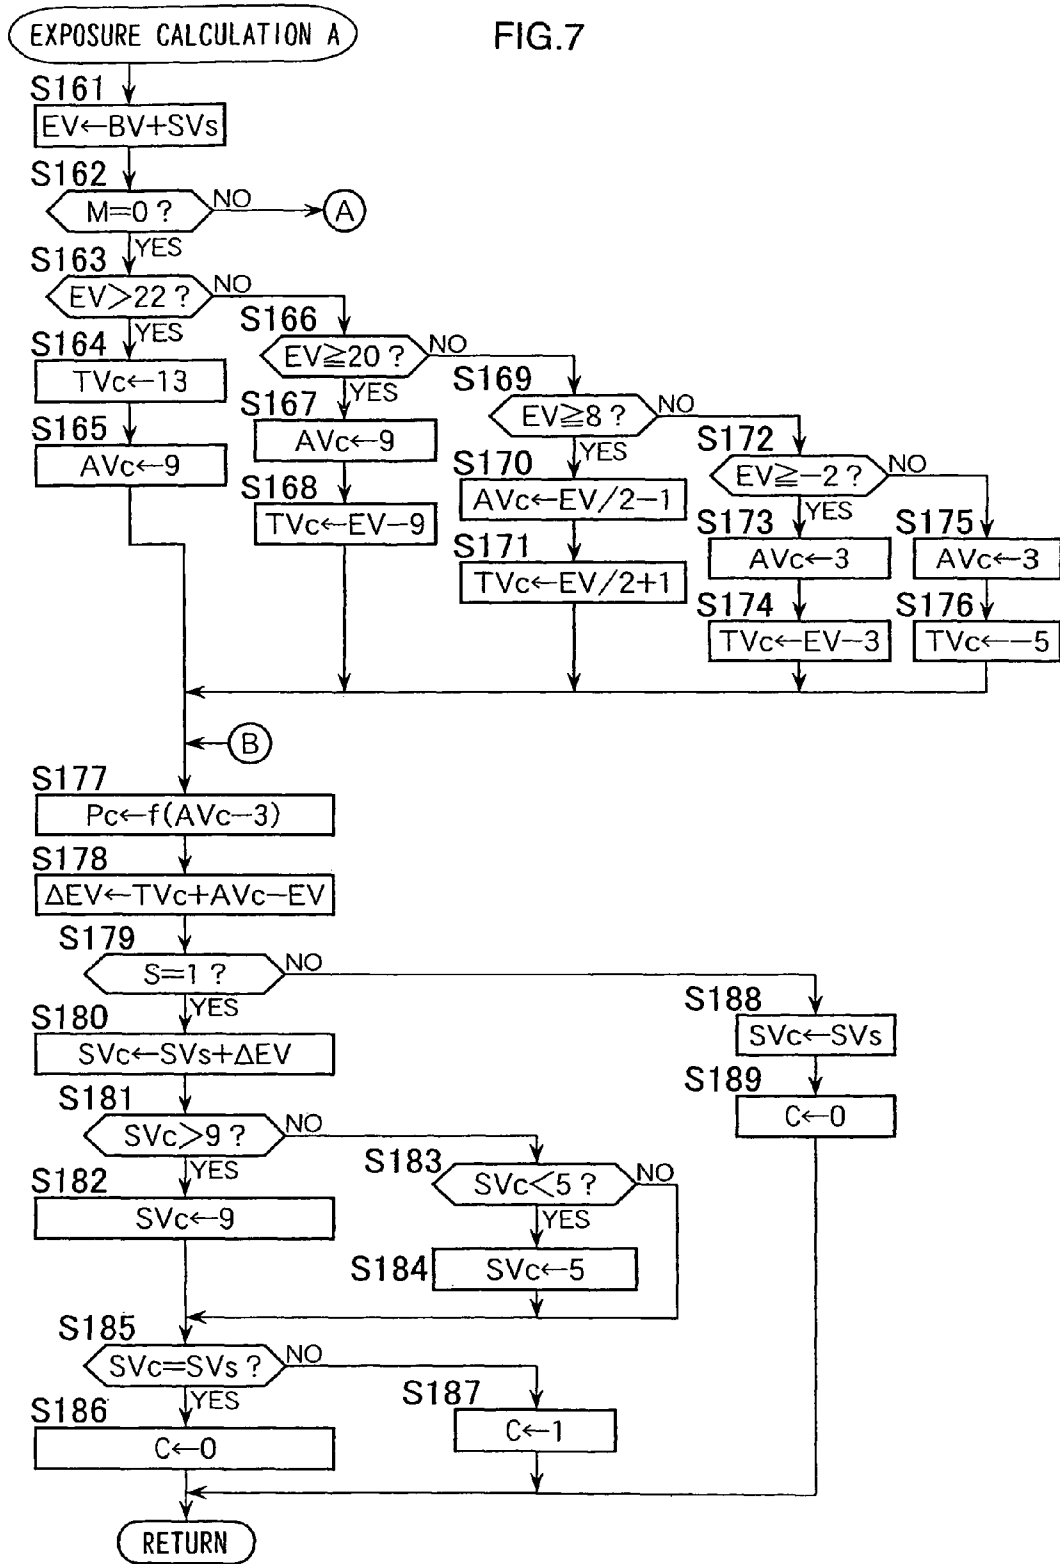 EXPOSURE CALCULATION A
FIG.7
S161
EV←BV+SVs
S162
M=0 ?
NO
A
YES
S163
EV>22 ?
NO
YES
S164
TVc←13
S165
AVc←9
S166
EV≧20 ?
NO
YES
S167
AVc←9
S168
TVc←EV−9
S169
EV≧8 ?
NO
YES
S170
AVc←EV/2−1
S171
TVc←EV/2+1
S172
EV≧−2 ?
NO
YES
S173
AVc←3
S174
TVc←EV−3
S175
AVc←3
S176
TVc←−5
B
S177
Pc←f(AVc−3)
S178
ΔEV←TVc+AVc−EV
S179
S=1 ?
NO
YES
S180
SVc←SVs+ΔEV
S181
SVc>9 ?
NO
YES
S182
SVc←9
S183
SVc<5 ?
NO
YES
S184
SVc←5
S185
SVc=SVs ?
NO
YES
S186
C←0
S187
C←1
S188
SVc←SVs
S189
C←0
RETURN